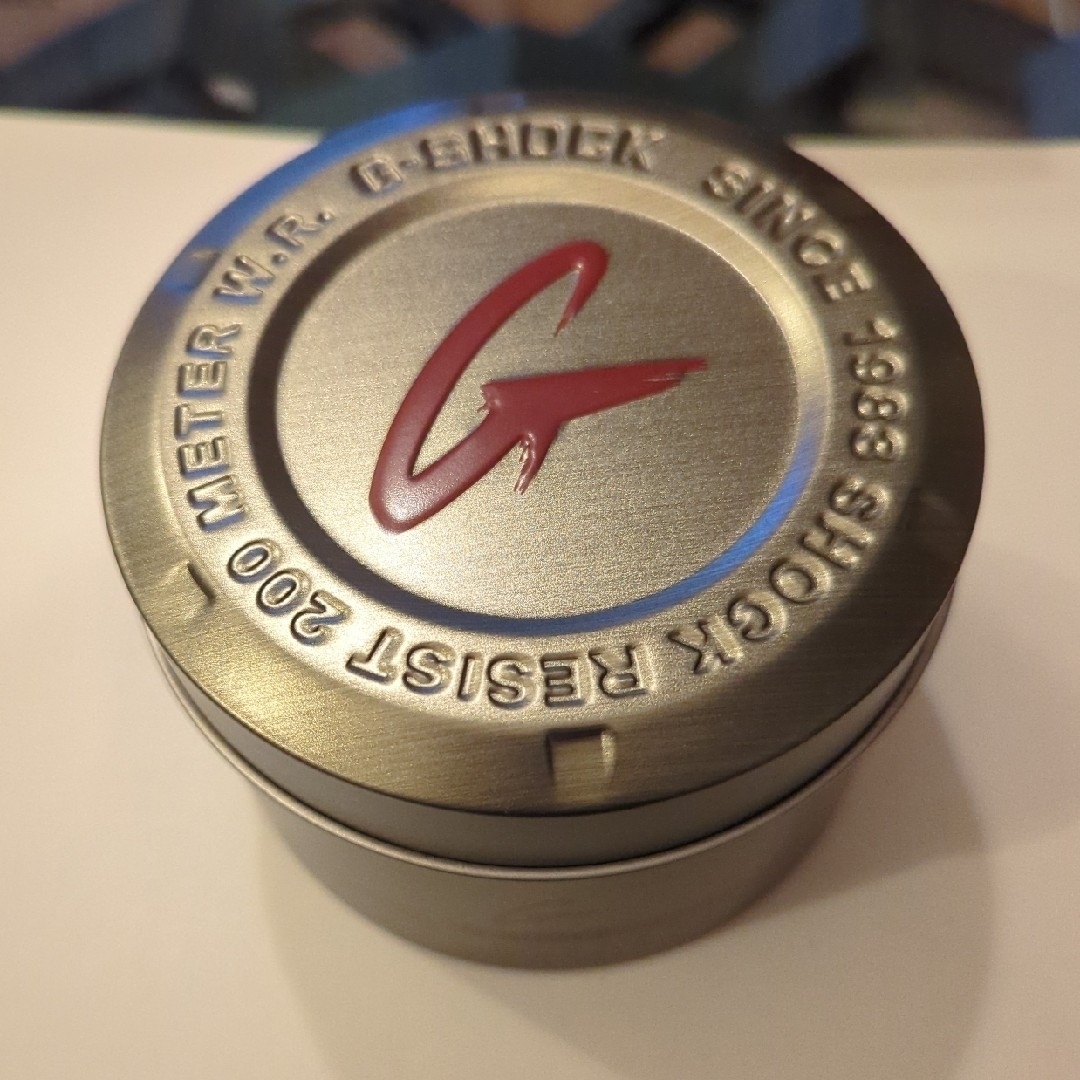 G-SHOCK SINCE 1983 SHOCK RESIST 200 METER W.R.
G